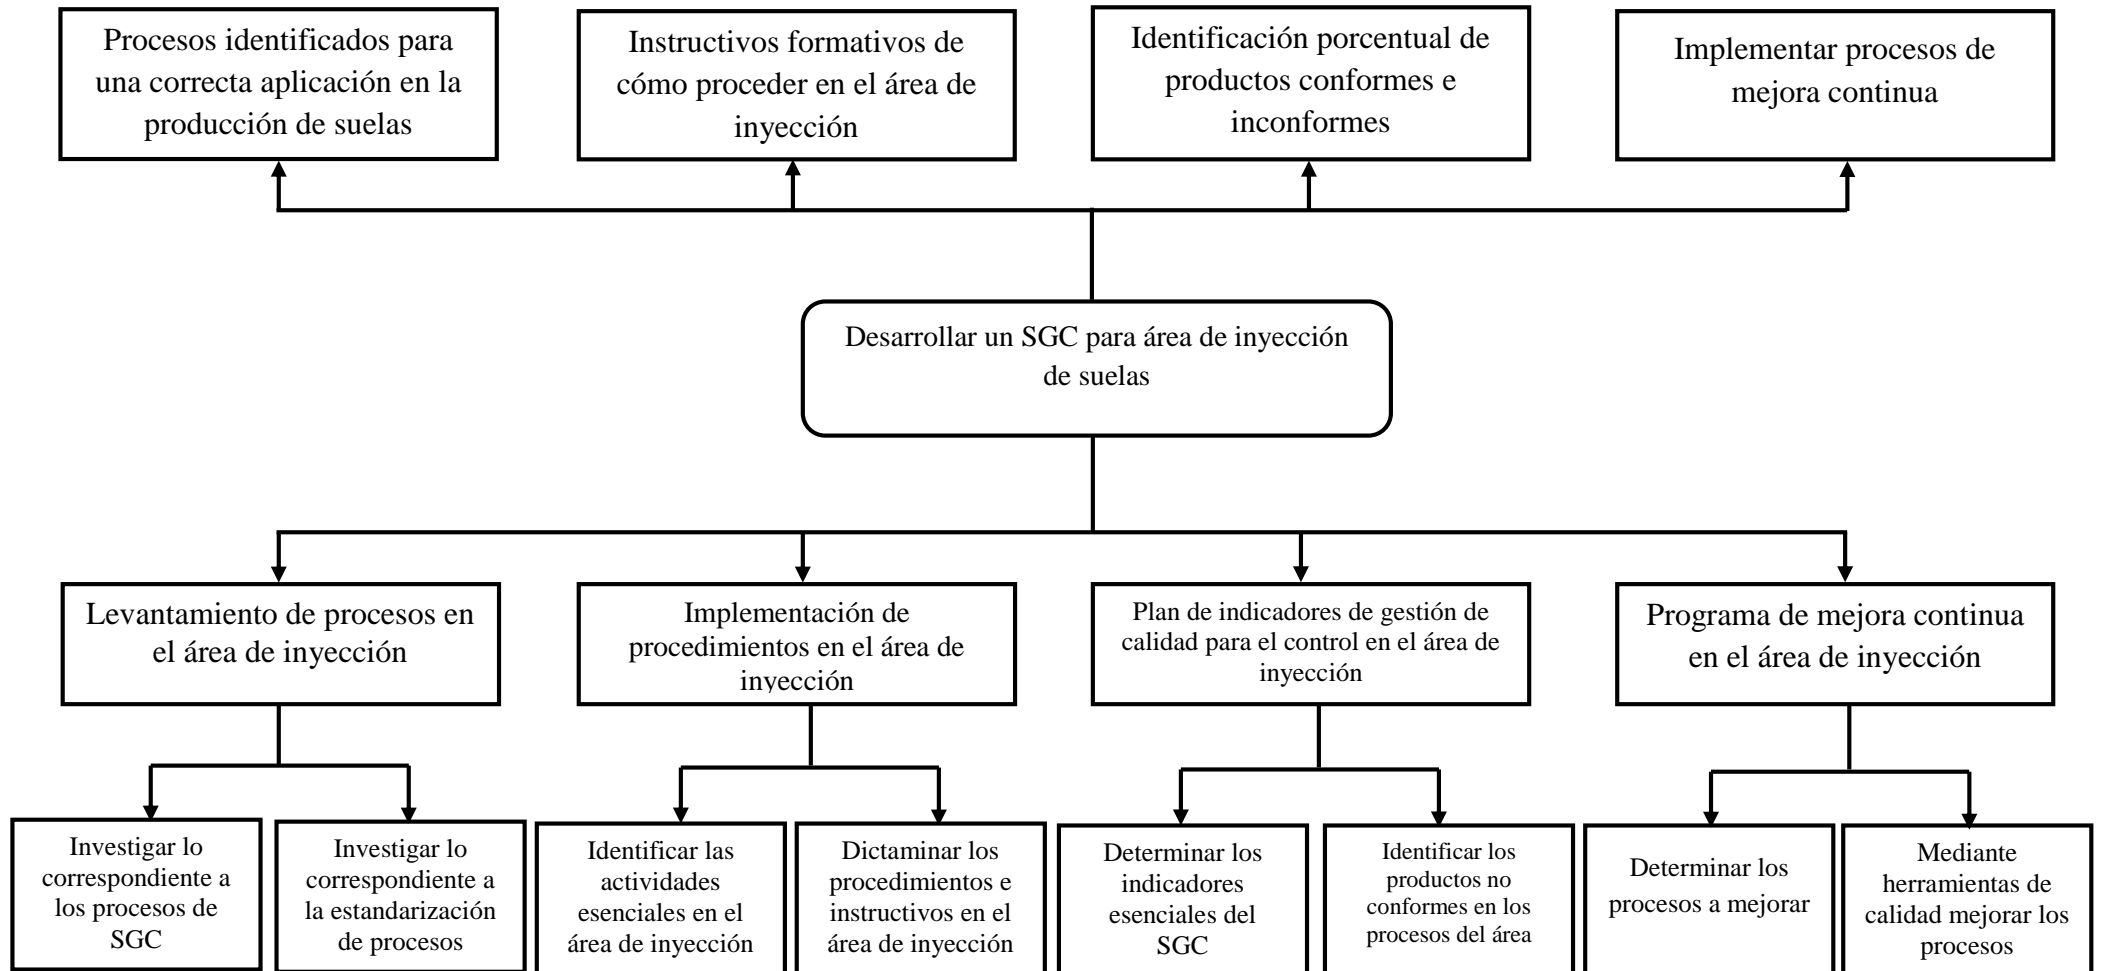 Procesos identificados para
una correcta aplicación en la
producción de suelas
Instructivos formativos de
cómo proceder en el área de
inyección
Identificación porcentual de
productos conformes e
inconformes
Implementar procesos de
mejora continua
Desarrollar un SGC para área de inyección
de suelas
Levantamiento de procesos en
el área de inyección
Implementación de
procedimientos en el área de
inyección
Plan de indicadores de gestión de
calidad para el control en el área de
inyección
Programa de mejora continua
en el área de inyección
Investigar lo
correspondiente a
los procesos de
SGC
Investigar lo
correspondiente a
la estandarización
de procesos
Identificar las
actividades
esenciales en el
área de inyección
Dictaminar los
procedimientos e
instructivos en el
área de inyección
Determinar los
indicadores
esenciales del
SGC
Identificar los
productos no
conformes en los
procesos del área
Determinar los
procesos a mejorar
Mediante
herramientas de
calidad mejorar los
procesos